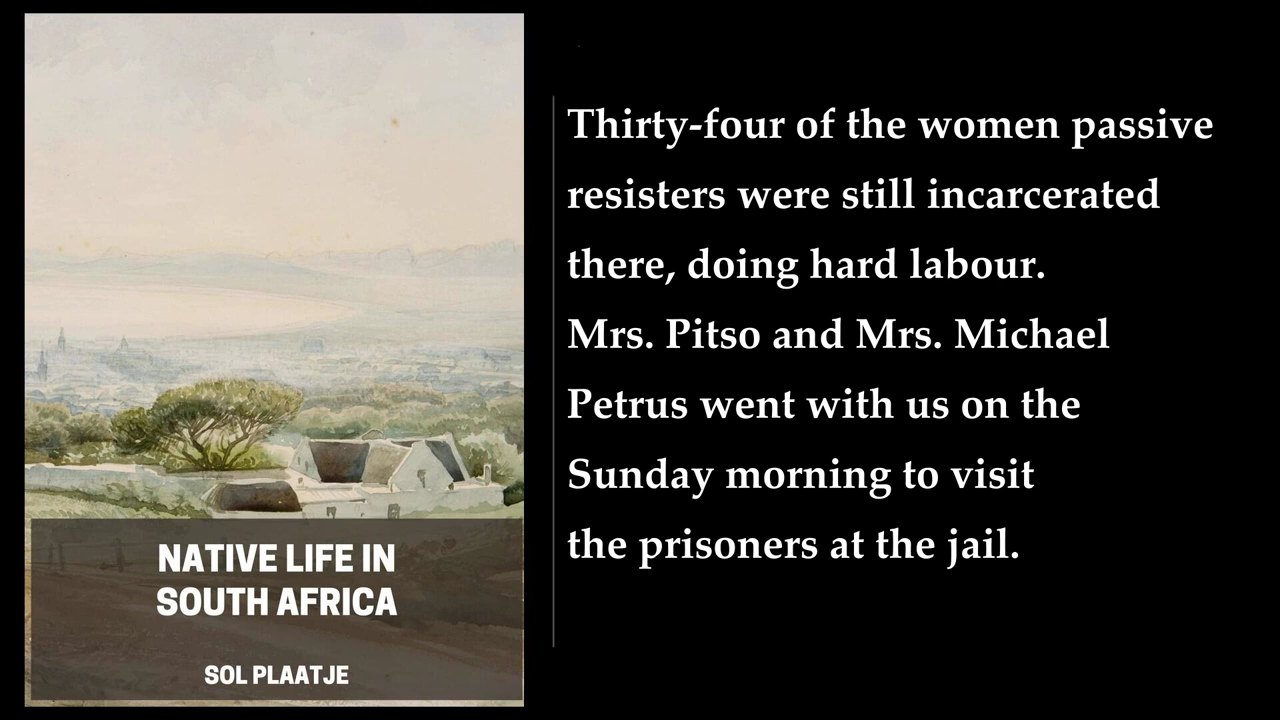 NATIVE LIFE IN
SOUTH AFRICA
SOL PLAATJE
Thirty-four of the women passive
resisters were still incarcerated
there, doing hard labour.
Mrs. Pitso and Mrs. Michael
Petrus went with us on the
Sunday morning to visit
the prisoners at the jail.